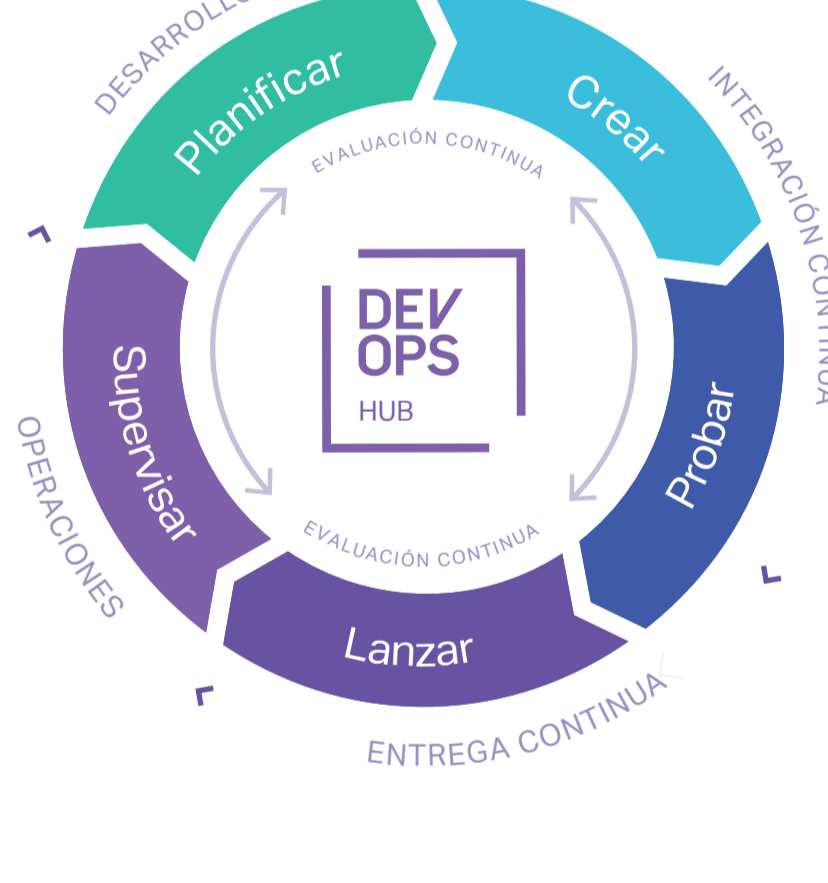 DESARROLLO
Planificar
Crear
INTEGRACIÓN CONTINUA
EVALUACIÓN CONTINUA
DEV
OPS
HUB
Supervisar
Probar
OPERACIONES
EVALUACIÓN CONTINUA
Lanzar
ENTREGA CONTINUA